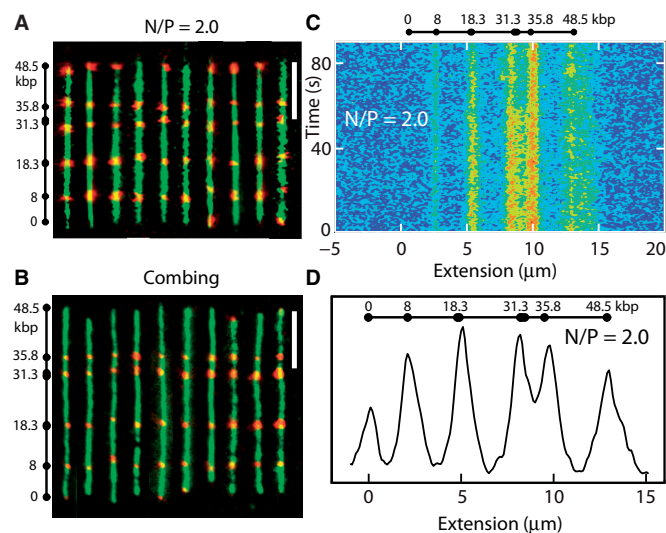 A
N/P = 2.0
48.5
kbp
35.8
31.3
18.3
8
0
B
Combing
48.5
kbp
35.8
31.3
18.3
8
0
C
0 8 18.3 31.3 35.8 48.5 kbp
Time (s)
80
40
0
N/P = 2.0
−5 0 5 10 15 20
Extension (μm)
D
0 8 18.3 31.3 35.8 48.5 kbp
N/P = 2.0
0 5 10 15
Extension (μm)